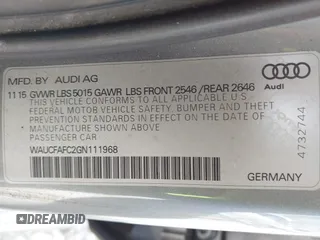 MFD. BY AUDI AG
11 15 GVWR LBS 5015 GAWR LBS FRONT 2546 / REAR 2646
THIS VEHICLE CONFORMS TO ALL APPLICABLE
FEDERAL MOTOR VEHICLE SAFETY, BUMPER AND THEFT
PREVENTION STANDARDS IN EFFECT ON THE DATE OF
MANUFACTURE SHOWN ABOVE
PASSENGER CAR
WAUCFAFC2GN111968
Audi
4732744
GERMANY
DEALERS CARS